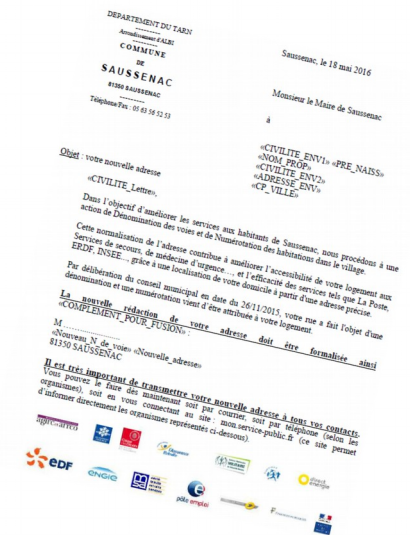 DEPARTEMENT DU TARN
Arrondissement d'ALBI
COMMUNE
DE
SAUSSENAC
81350 SAUSSENAC
Téléphone/Fax : 05 63 56 52 53
Saussenac, le 18 mai 2016
Monsieur le Maire de Saussenac
à
«CIVILITE_ENV1» «PRE_NAISS»
«NOM_PROP»
«CIVILITE_ENV2»
«ADRESSE_ENV»
«CP_VILLE»
Objet : votre nouvelle adresse
«CIVILITE_Lettre»,
Dans l'objectif d'améliorer les services aux habitants de Saussenac, nous procédons à une
action de Dénomination des voies et de Numérotation des habitations dans le village.
Cette normalisation de l'adresse contribue à améliorer l'accessibilité de votre logement aux
Services de secours, de médecine d'urgence…, et l'efficacité des services tels que La Poste,
ERDF, INSEE… grâce à une localisation de votre domicile à partir d'une adresse précise.
Par délibération du conseil municipal en date du 26/11/2015, votre rue a fait l'objet d'une
dénomination et une numérotation vient d'être attribuée à votre logement.
La nouvelle rédaction de votre adresse doit être formalisée ainsi
«COMPLEMENT_POUR_FUSION» :
M ……………………
«Nouveau_N_de_voie» «Nouvelle_adresse»
81350 SAUSSENAC
Il est très important de transmettre votre nouvelle adresse à tous vos contacts.
Vous pouvez le faire dès maintenant soit par courrier, soit par téléphone (selon les
organismes), soit en vous connectant au site : mon.service-public.fr (ce site permet
d'informer directement les organismes représentés ci-dessous).
agirc et arrco
direct energie
eDF
ENGIE
pôle emploi